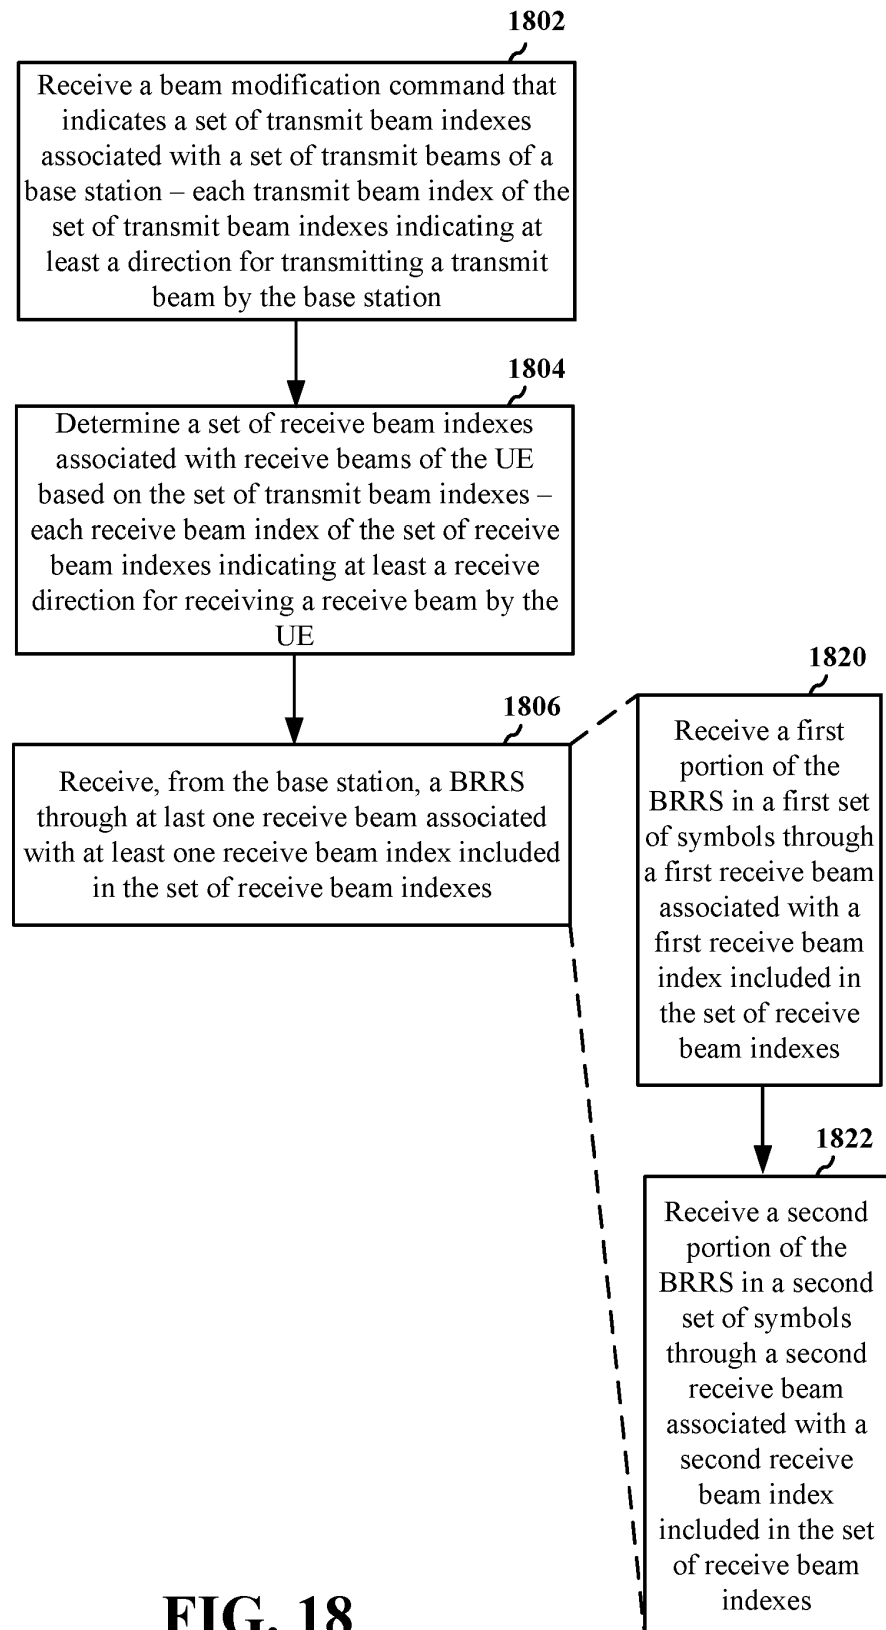 1802
Receive a beam modification command that
indicates a set of transmit beam indexes
associated with a set of transmit beams of a
base station – each transmit beam index of the
set of transmit beam indexes indicating at
least a direction for transmitting a transmit
beam by the base station
1804
Determine a set of receive beam indexes
associated with receive beams of the UE
based on the set of transmit beam indexes –
each receive beam index of the set of receive
beam indexes indicating at least a receive
direction for receiving a receive beam by the
UE
1806
Receive, from the base station, a BRRS
through at last one receive beam associated
with at least one receive beam index included
in the set of receive beam indexes
1820
Receive a first
portion of the
BRRS in a first set
of symbols through
a first receive beam
associated with a
first receive beam
index included in
the set of receive
beam indexes
1822
Receive a second
portion of the
BRRS in a second
set of symbols
through a second
receive beam
associated with a
second receive
beam index
included in the set
of receive beam
indexes
FIG. 18